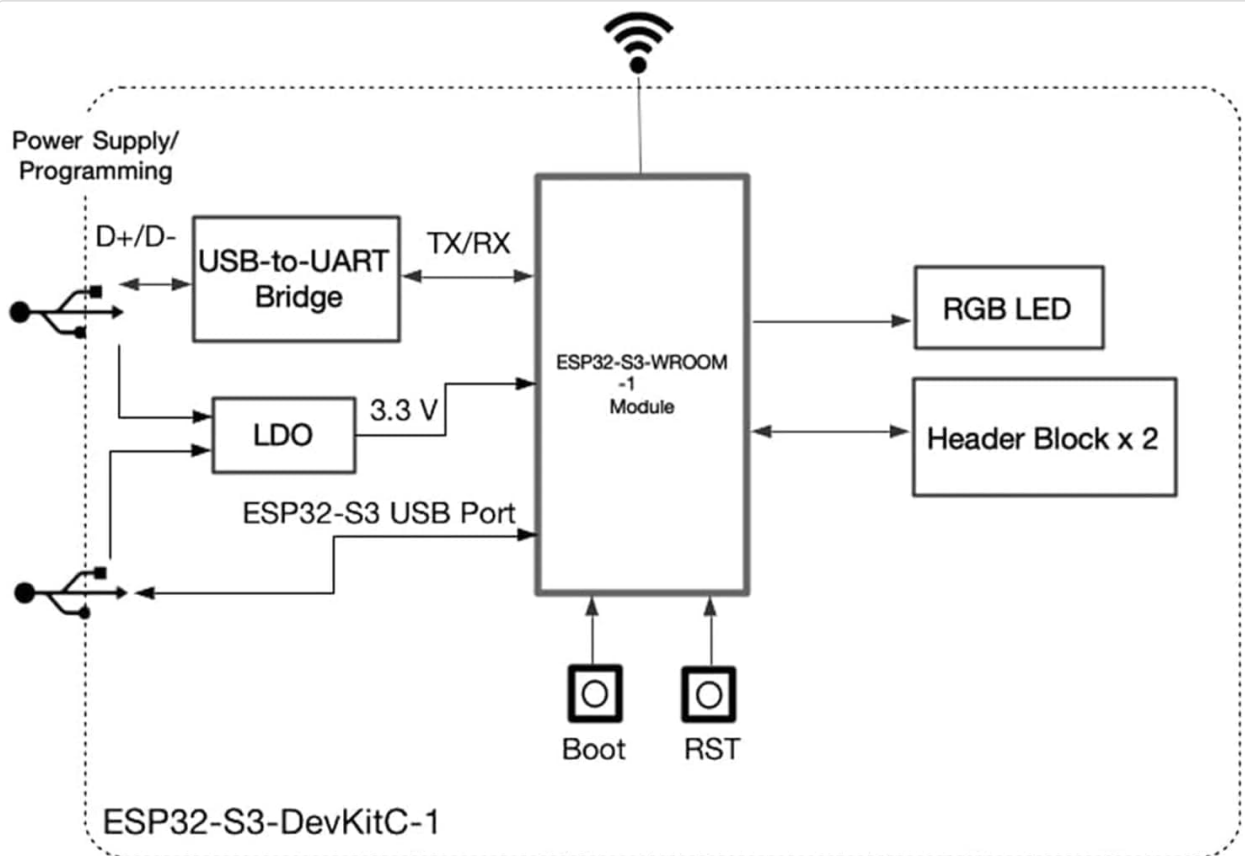 Power Supply/
Programming
D+/D-
USB-to-UART
Bridge
TX/RX
ESP32-S3-WROOM
-1
Module
RGB LED
3.3 V
LDO
Header Block x 2
ESP32-S3 USB Port
Boot
RST
ESP32-S3-DevKitC-1